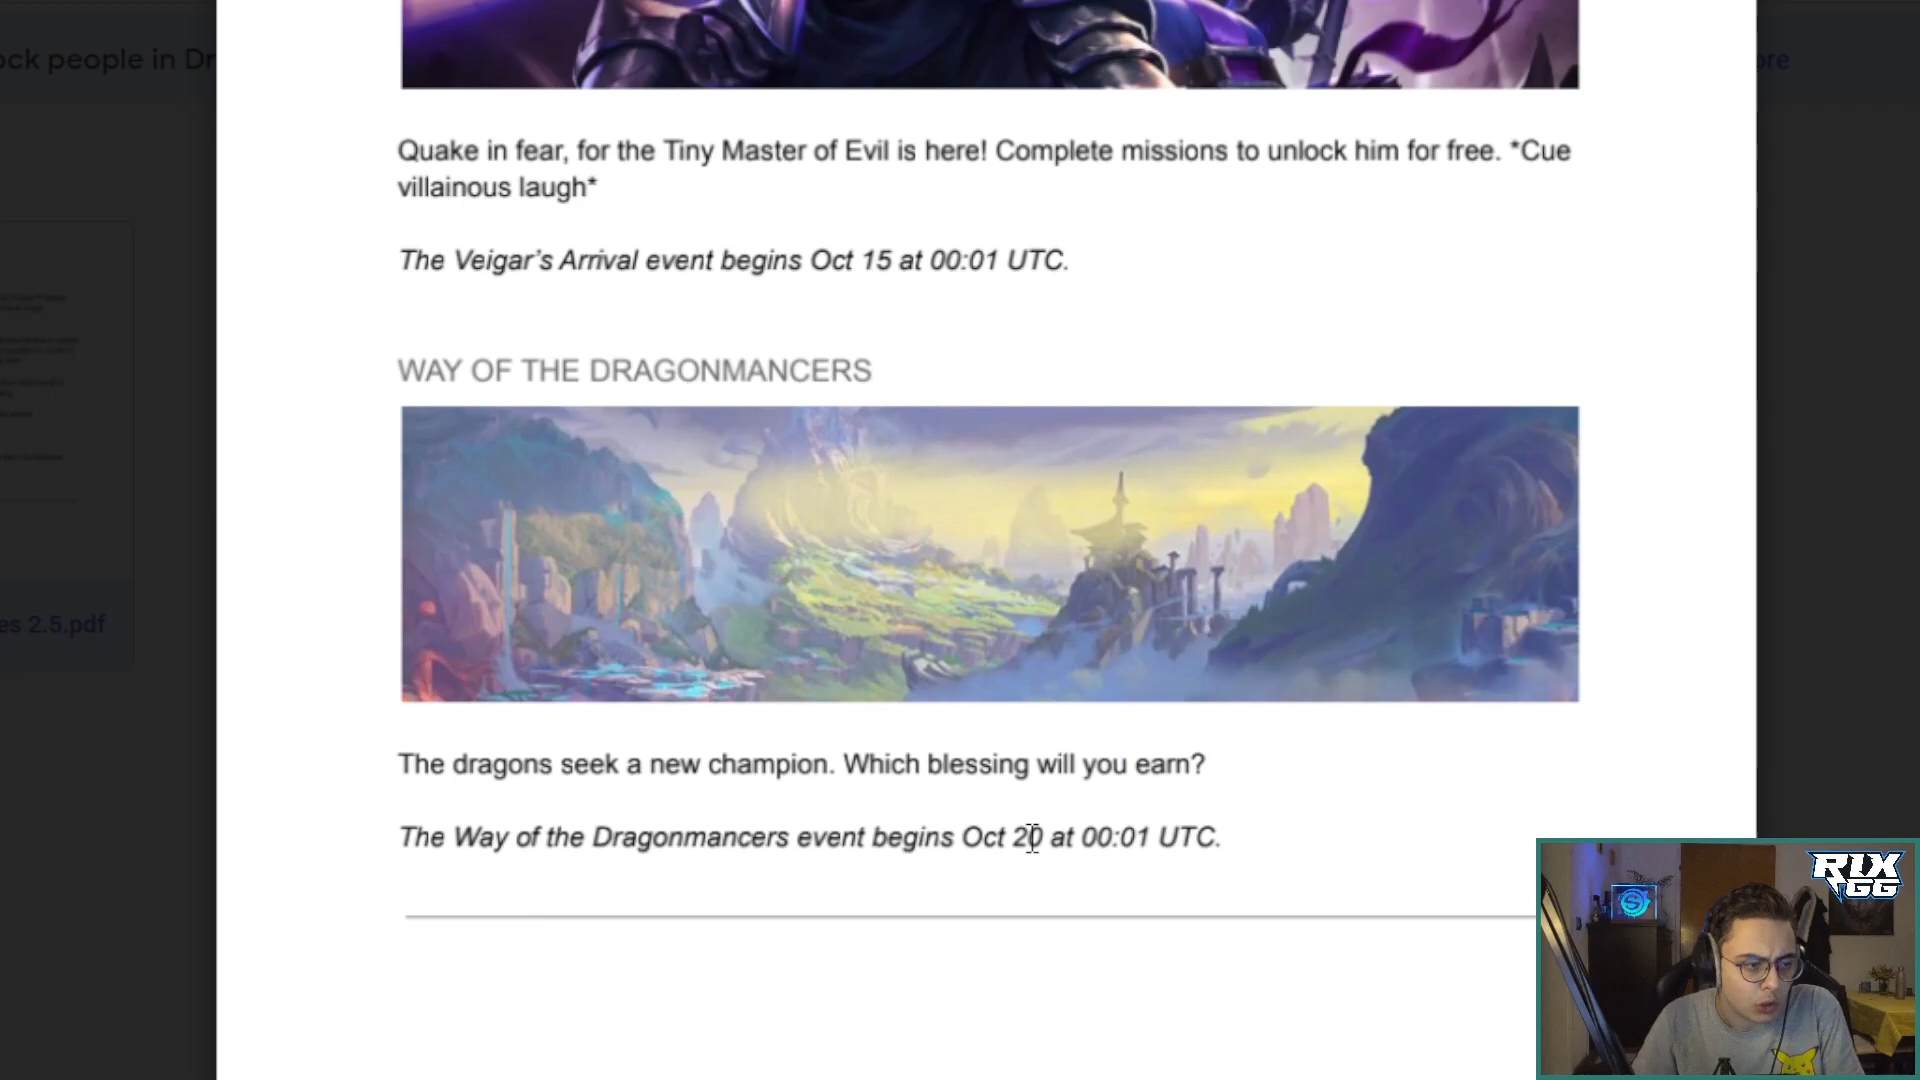 ock people in Dr
ore
Quake in fear, for the Tiny Master of Evil is here! Complete missions to unlock him for free. *Cue
villainous laugh*
The Veigar's Arrival event begins Oct 15 at 00:01 UTC.
WAY OF THE DRAGONMANCERS
es 2.5.pdf
The dragons seek a new champion. Which blessing will you earn?
The Way of the Dragonmancers event begins Oct 20 at 00:01 UTC.
RIX
GG